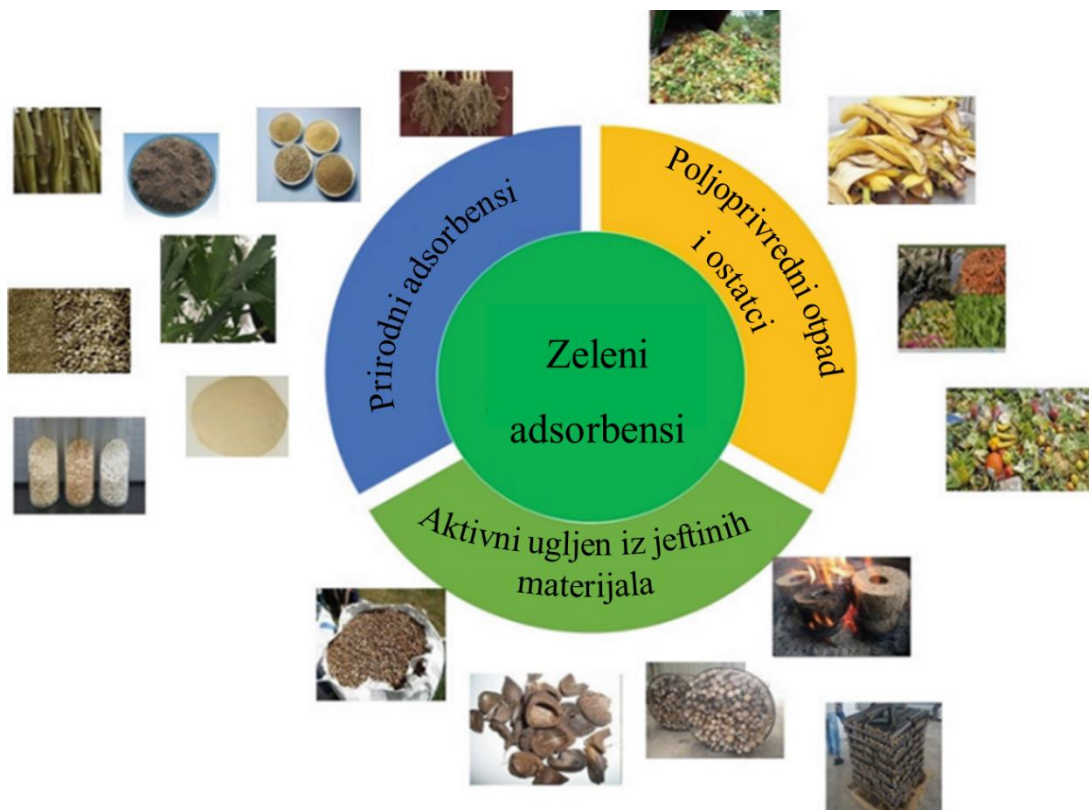 Prirodni adsorbensi
Poljoprivredni otpad
i ostatci
Zeleni
adsorbensi
Aktivni ugljen iz jeftinih
materijala